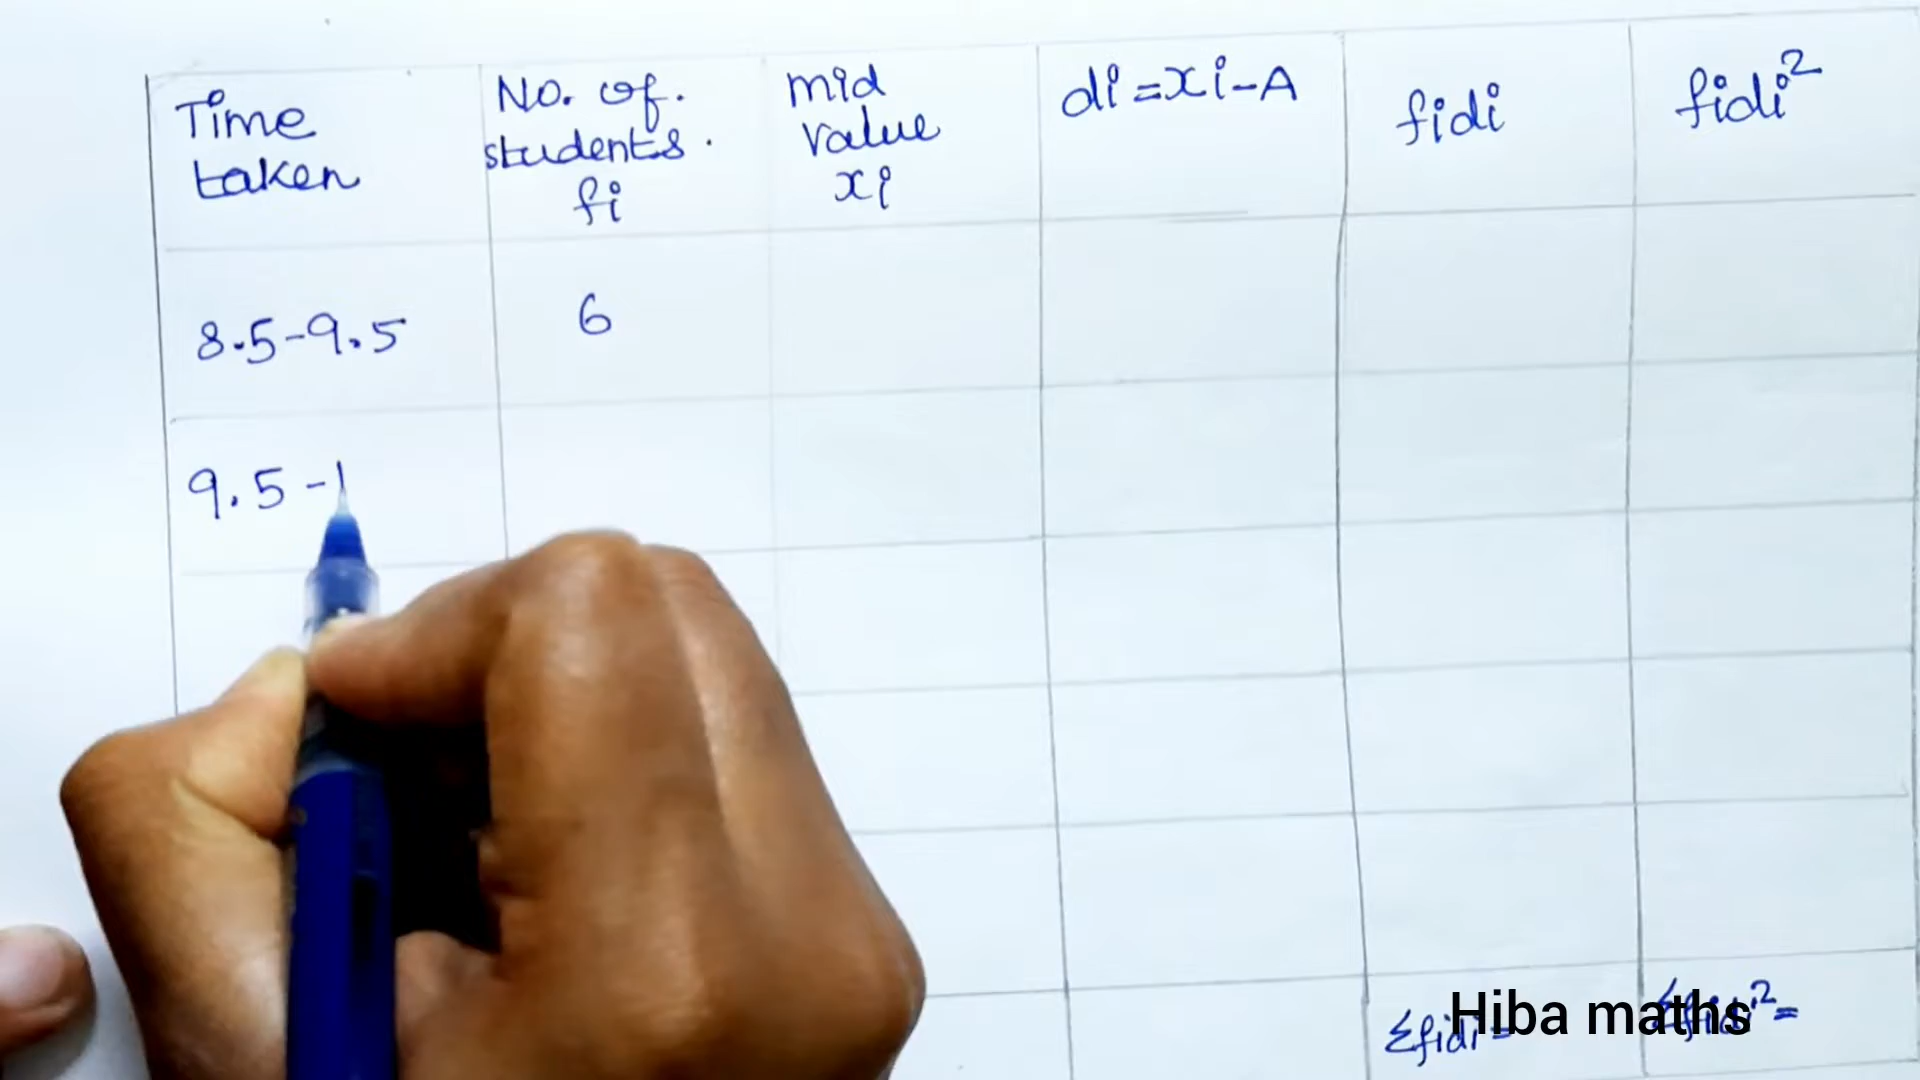 Time
taken
No. of.
students.
fi
mid
value
xi
di=xi-A
fidi
fidi²
8.5-9.5
6
9.5-1
Σfidi=
Σfidi²=
Hiba maths